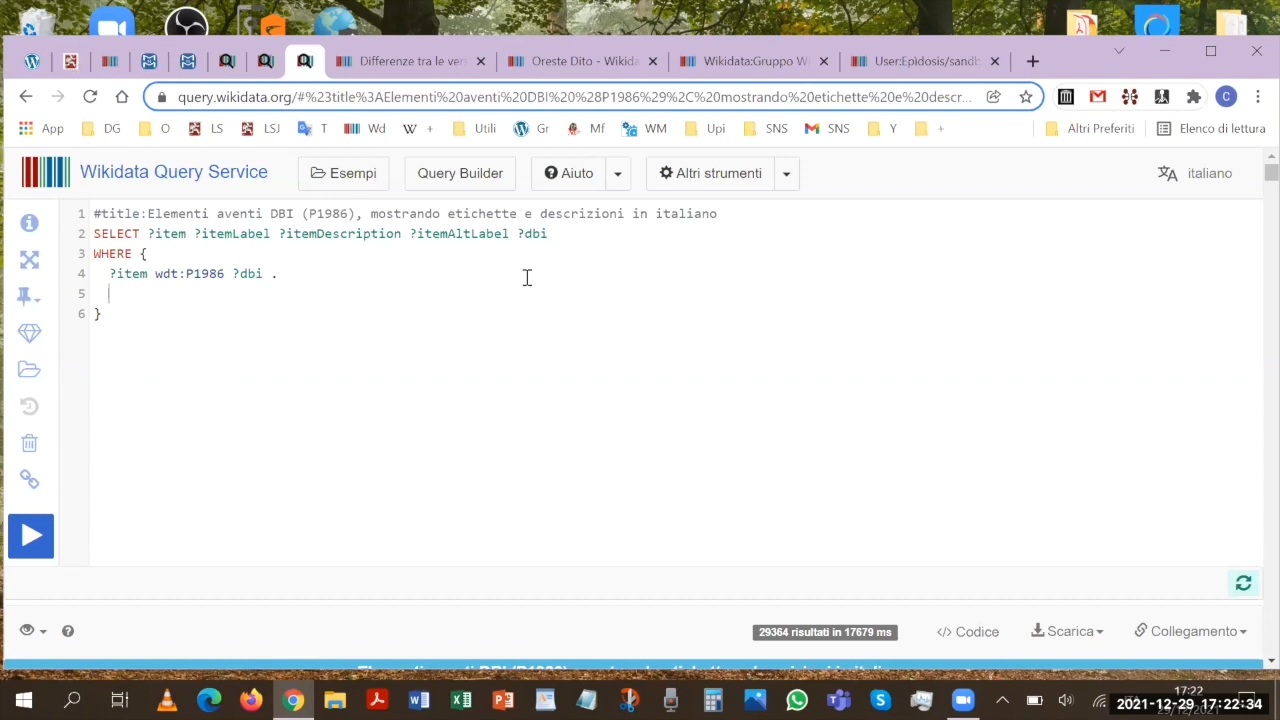 Differenze tra le ver
Oreste Dito - Wikida
Wikidata:Gruppo W
User:Epìdosis/sandb
query.wikidata.org/#%23title%3AElementi%20aventi%20DBI%20%28P1986%29%2C%20mostrando%20etichette%20e%20descr...
App
DG
O
LS
LSJ
T
Wd
+
Utili
Gr
Mf
WM
Upi
SNS
SNS
Y
+
Altri Preferiti
Elenco di lettura
Wikidata Query Service
Esempi
Query Builder
Aiuto
Altri strumenti
italiano
1 #title:Elementi aventi DBI (P1986), mostrando etichette e descrizioni in italiano
2 SELECT ?item ?itemLabel ?itemDescription ?itemAltLabel ?dbi
3 WHERE {
4 ?item wdt:P1986 ?dbi .
5
6 }
29364 risultati in 17679 ms
</> Codice
Scarica
Collegamento
17:22
2021-12-29 17:22:34